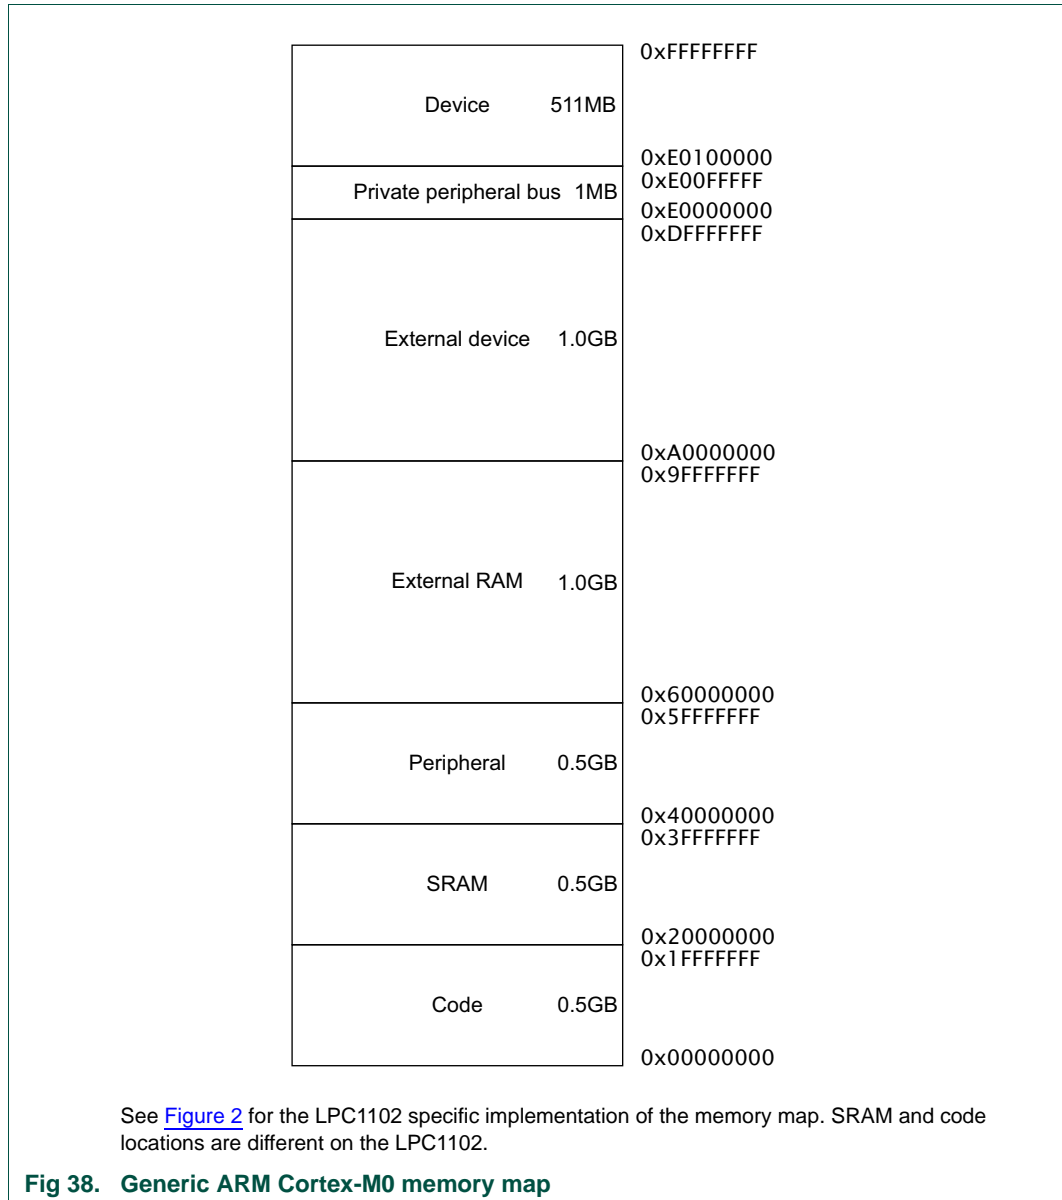 0xFFFFFFFF
Device 511MB
0xE0100000
0xE00FFFFF
Private peripheral bus 1MB
0xE0000000
0xDFFFFFFF
External device 1.0GB
0xA0000000
0x9FFFFFFF
External RAM 1.0GB
0x60000000
0x5FFFFFFF
Peripheral 0.5GB
0x40000000
0x3FFFFFFF
SRAM 0.5GB
0x20000000
0x1FFFFFFF
Code 0.5GB
0x00000000
See Figure 2 for the LPC1102 specific implementation of the memory map. SRAM and code
locations are different on the LPC1102.
Fig 38. Generic ARM Cortex-M0 memory map